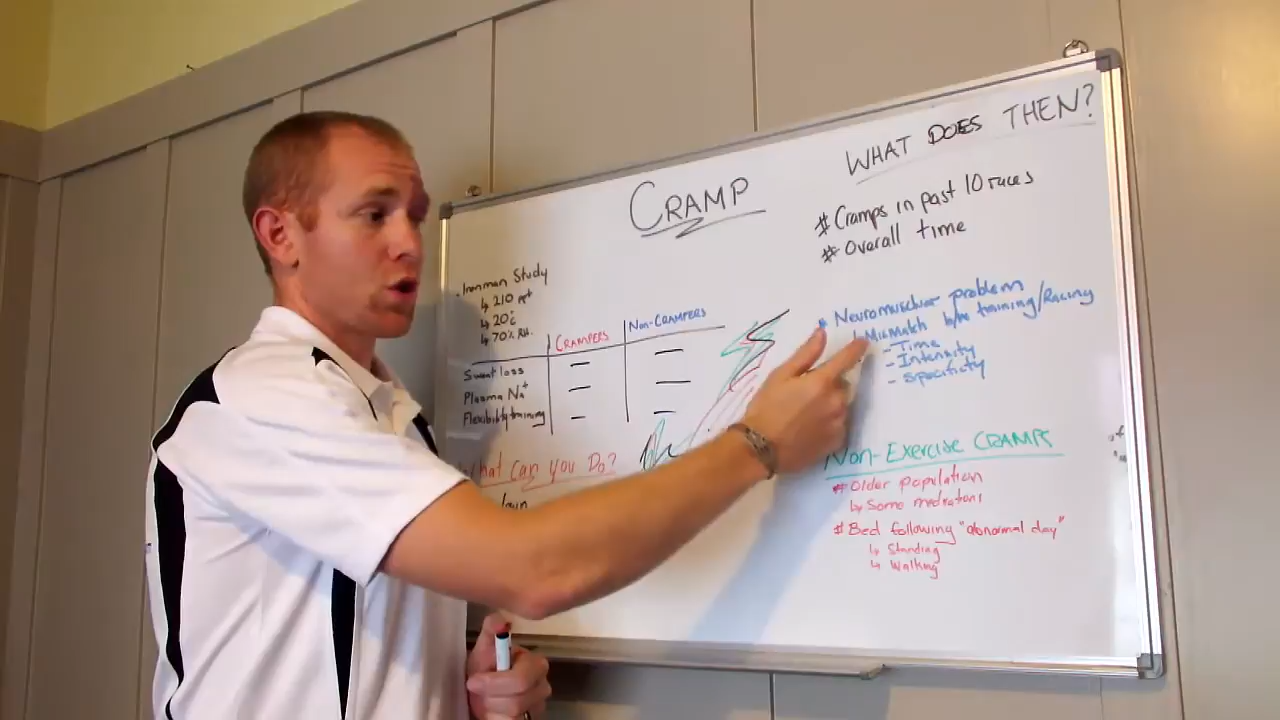 CRAMP
Ironman Study
↳ 210
↳ 20°c
↳ 70% RH.
CRAMPERS
NON-CRAMPERS
Sweat loss — —
Plasma Na+ — —
Flexibility training — —
What can you Do?
WHAT DOES THEN?
# Cramps in past 10 races
# Overall time
Neuromuscular problem
↳ Mismatch b/w training/Racing
- Time
- Intensity
- Specificity
Non-Exercise CRAMPS
# Older population
↳ Some
# Bed following "abnormal day"
↳ Standing
↳ Walking